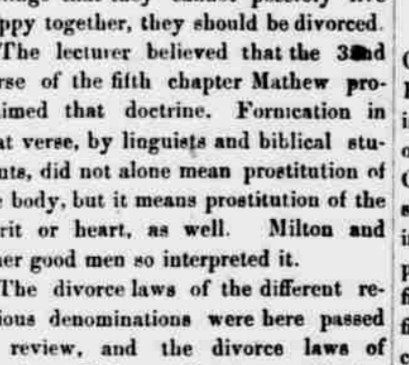 ppy together, they should be divorced.
The lecturer believed that the 32nd
rse of the fifth chapter Mathew pro-
imed that doctrine. Fornication in
at verse, by linguists and biblical stu-
nts, did not alone mean prostitution of
e body, but it means prostitution of the
rit or heart, as well. Milton and
er good men so interpreted it.
The divorce laws of the different re-
ious denominations were here passed
review, and the divorce laws of